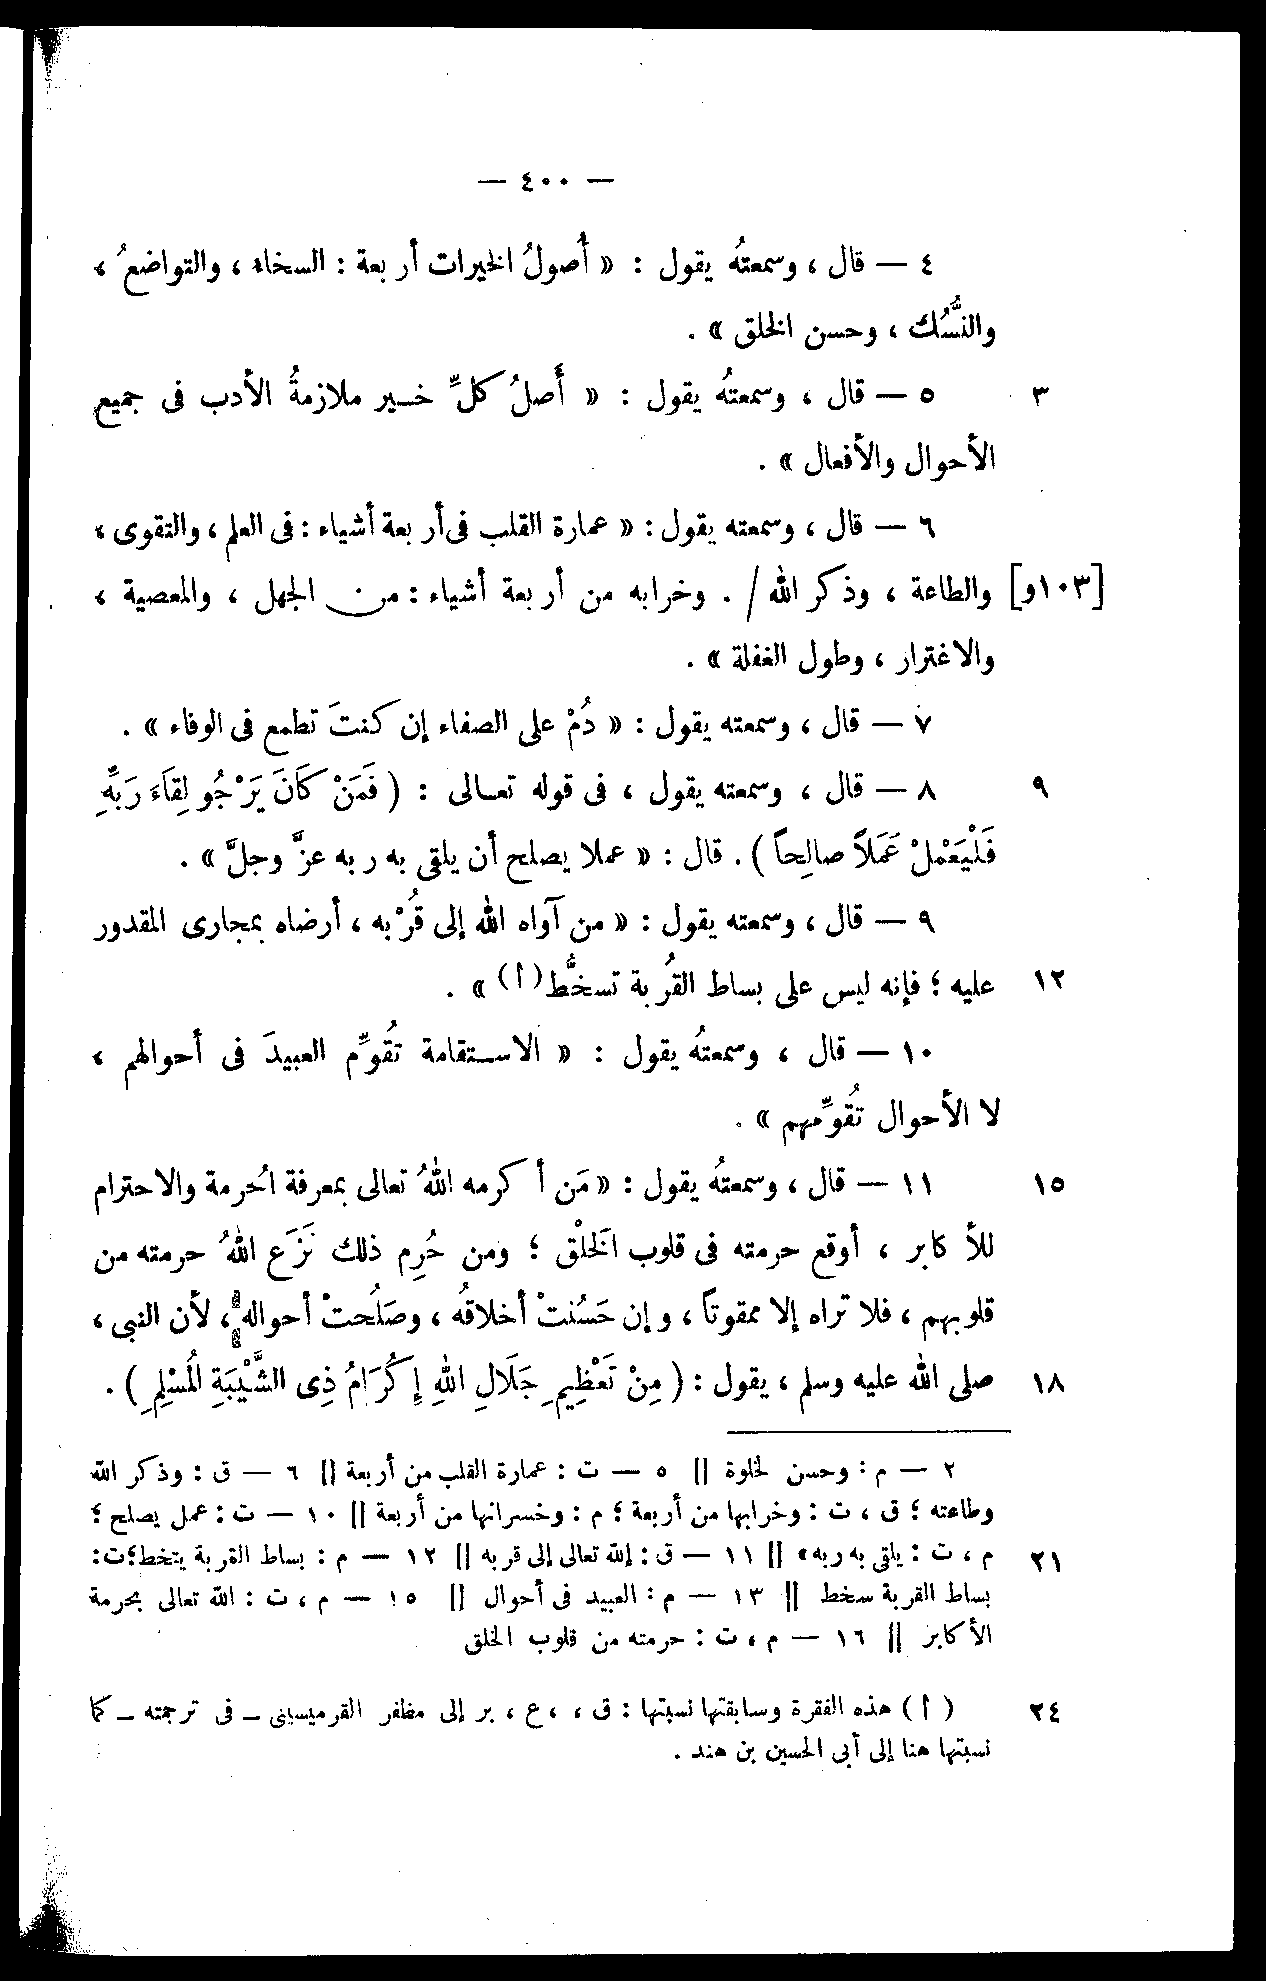 — ٤٠٠ —
٤ — قال ، وسمعتهُ يقول : « أُصولُ الخيرات أربعة : السخاء ، والتواضعُ ،
والنُّسُك ، وحسن الخلق » .
٣ ٥ — قال ، وسمعتهُ يقول : « أَصلُ كلِّ خــير ملازمةُ الأدب فى جميع
الأحوال والأفعال » .
٦ — قال ، وسمعته يقول : « عمارة القلب فى أربعة أشياء : فى العلم ، والتقوى ،
[١٠٣و] والطاعة ، وذكر الله / . وخرابه من أربعة أشياء : من الجهل ، والمعصية ،
والاغترار ، وطول الغفلة » .
٧ — قال ، وسمعته يقول : « دُمْ على الصفاء إن كنتَ تطمع فى الوفاء » .
٩ ٨ — قال ، وسمعته يقول ، فى قوله تعــالى : ( فَمَنْ كَانَ يَرْجُو لِقَاءَ رَبِّهِ
فَلْيَعْمَلْ عَمَلاً صالِحاً ) . قال : « عملا يصلح أن يلقى به ربه عزَّ وجلَّ » .
٩ — قال ، وسمعته يقول : « من آواه الله إلى قُرْبه ، أرضاه بمجارى المقدور
١٢ عليه ؛ فإنه ليس على بساط القُربة تسخُّط(أ) » .
١٠ — قال ، وسمعتهُ يقول : « الاســتقامة تُقوِّم العبيدَ فى أحوالهم ،
لا الأحوال تُقوِّمهم » .
١٥ ١١ — قال ، وسمعتهُ يقول : « مَن أكرمه اللهُ تعالى بمعرفة الحُرمة والاحترام
للأكابر ، أوقع حرمته فى قلوب الخَلْق ؛ ومن حُرِم ذلك نَزَع اللهُ حرمته من
قلوبهم ، فلا تراه إلا ممقوتاً ، وإن حَسُنتْ أخلاقُه ، وصَلُحتْ أحواله ، لأن النبى ،
١٨ صلى الله عليه وسلم ، يقول : ( مِنْ تَعْظِيمِ جَلَالِ اللهِ إِكْرَامُ ذِى الشَّيْبَةِ المُسْلِمِ ) .
٢ — م : وحسن لخلوة || ٥ — ت : عمارة القلب من أربعة || ٦ — ق : وذكر الله
وطاعته ؛ ق ، ت : وخرابها من أربعة ؛ م : وخسرانها من أربعة || ١٠ — ت : عمل يصلح ؛
٢١ م ، ت : يلقى به ربه » || ١١ — ق : إلله تعالى إلى قربه || ١٢ — م : بساط القربة يتخط ؛ ت :
بساط القربة سخط || ١٣ — م : العبيد فى أحوال || ١٥ — م ، ت : الله تعالى بحرمة
الأكابر || ١٦ — م ، ت : حرمته من قلوب الخلق
٢٤ ( أ ) هذه الفقرة وسابقتها نسبتها : ق ، ، ع ، بر إلى مظفر القرميسينى ــ فى ترجمته ــ كما
نسبتها هنا إلى أبى الحسين بن هند .